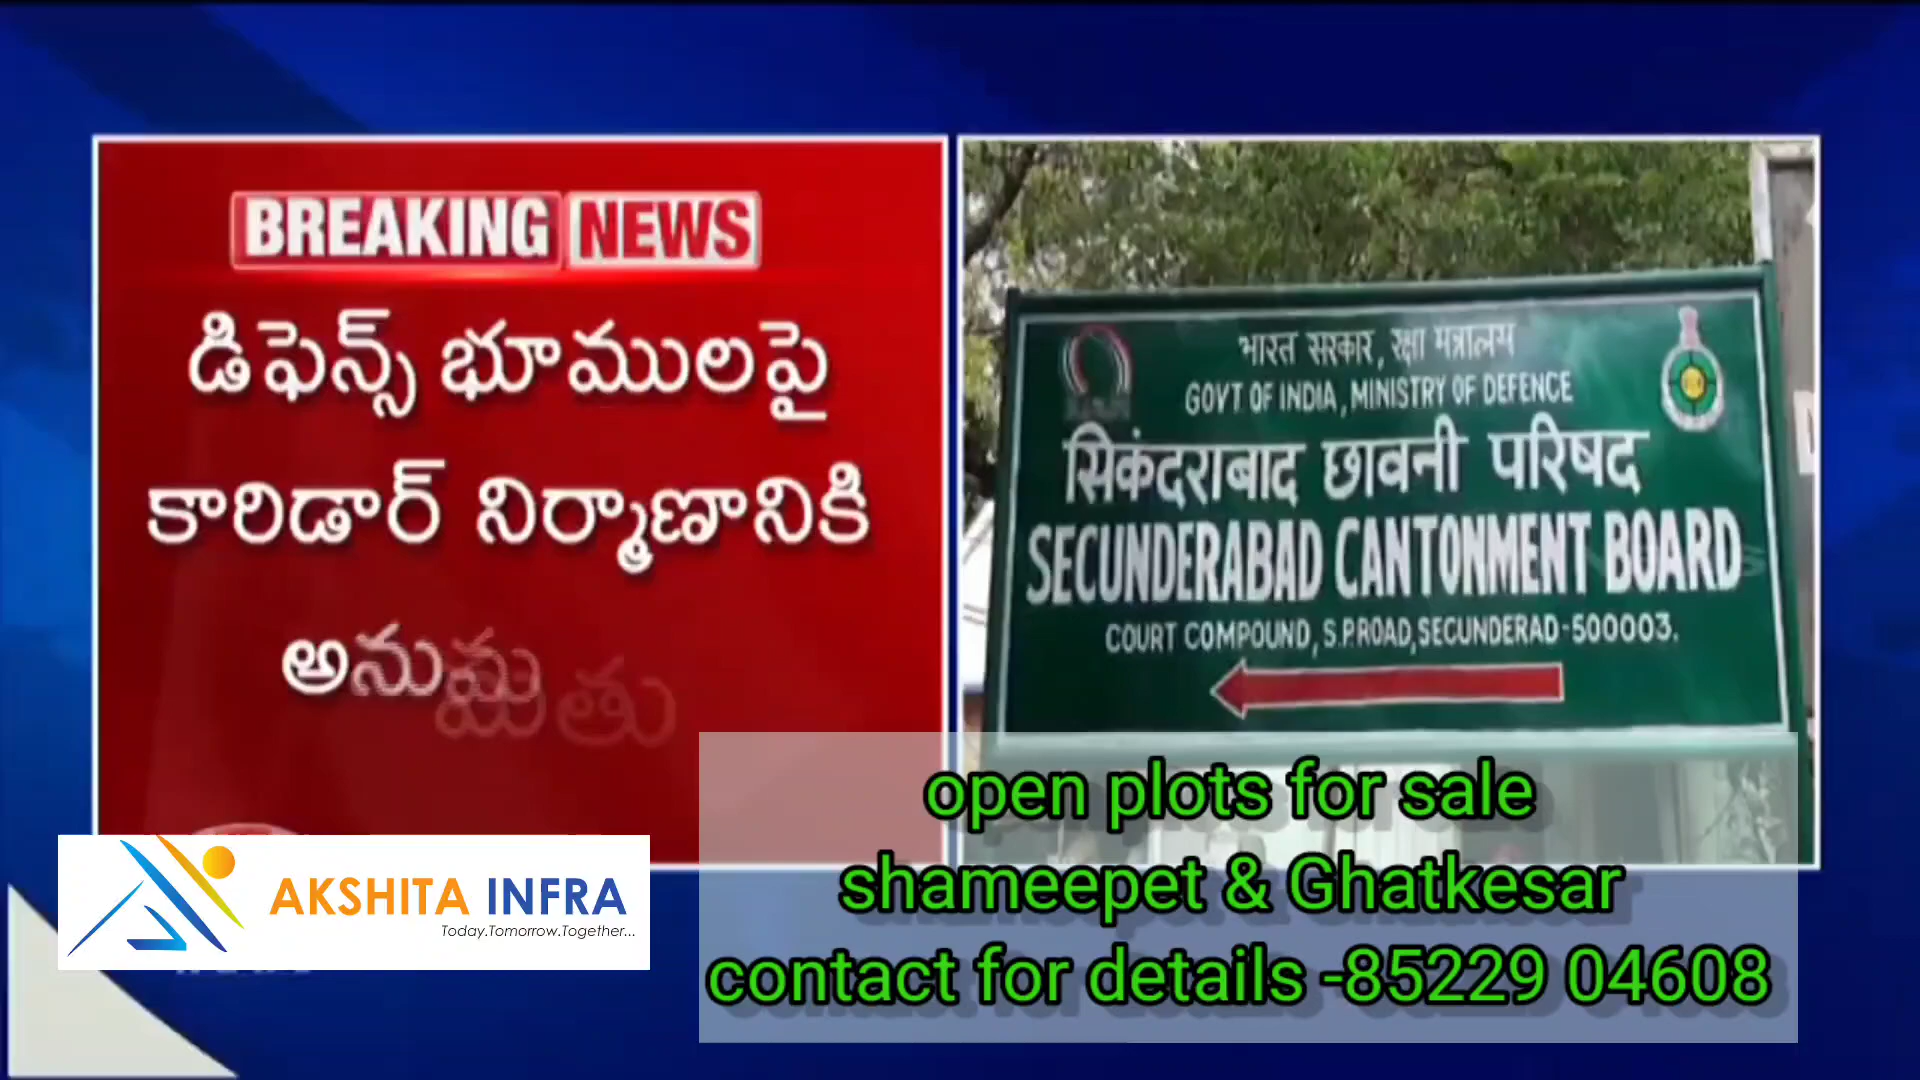 BREAKING NEWS
డిఫెన్స్ భూములపై
కారిడార్ నిర్మాణానికి
అనుమతు
भारत सरकार, रक्षा मंत्रालय
GOVT OF INDIA, MINISTRY OF DEFENCE
सिकंदराबाद छावनी परिषद
SECUNDERABAD CANTONMENT BOARD
COURT COMPOUND, S.P.ROAD, SECUNDERAD-500003.
AKSHITA INFRA
Today.Tomorrow.Together...
open plots for sale
shameepet & Ghatkesar
contact for details -85229 04608